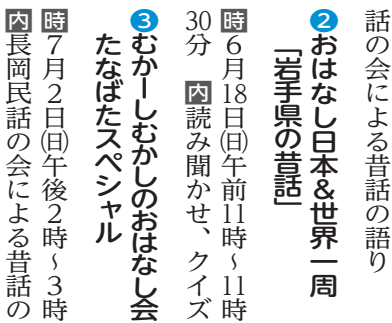 話の会による昔話の語り
❷おはなし日本&世界一周
「岩手県の昔話」
時6月18日㈰午前11時~11時
30分 内読み聞かせ、クイズ
❸むかーしむかしのおはなし会
たなばたスペシャル
時7月2日㈰午後2時~3時
内長岡民話の会による昔話の